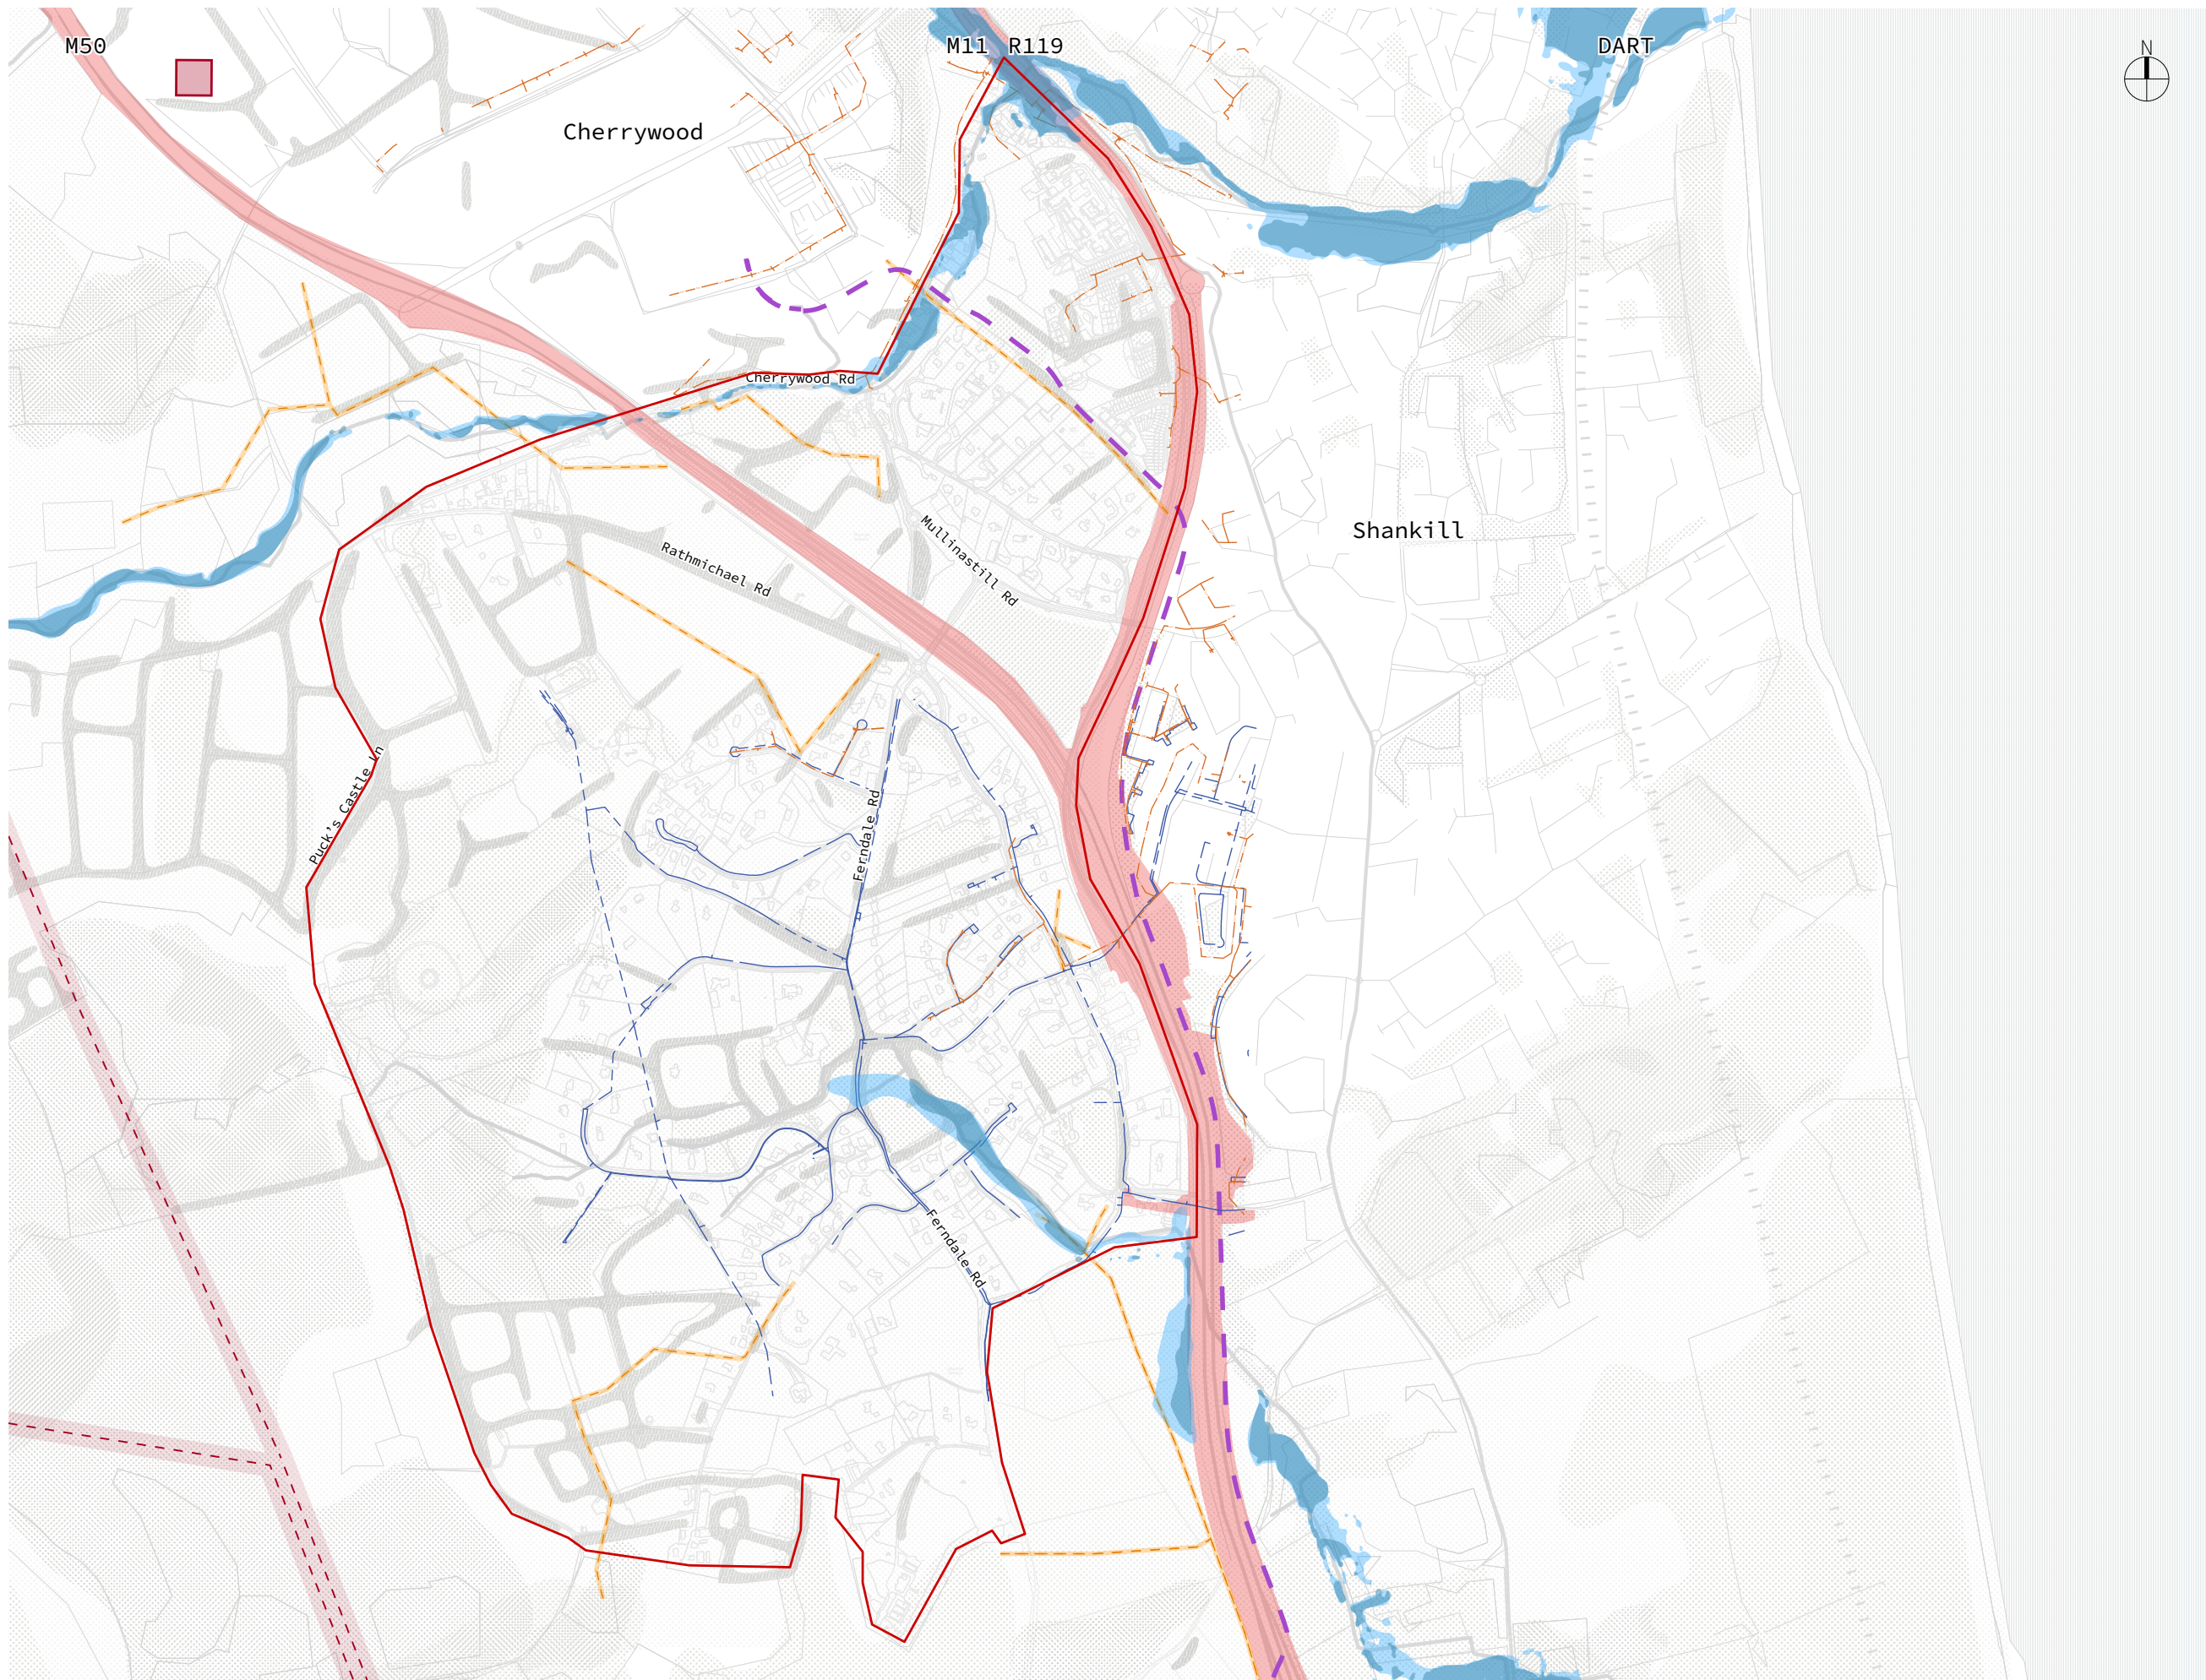 M50
M11
R119
DART
N
Cherrywood
Cherrywood Rd
Shankill
Rathmichael Rd
Mullinastill Rd
Puck's Castle Ln
Ferndale Rd
Ferndale Rd